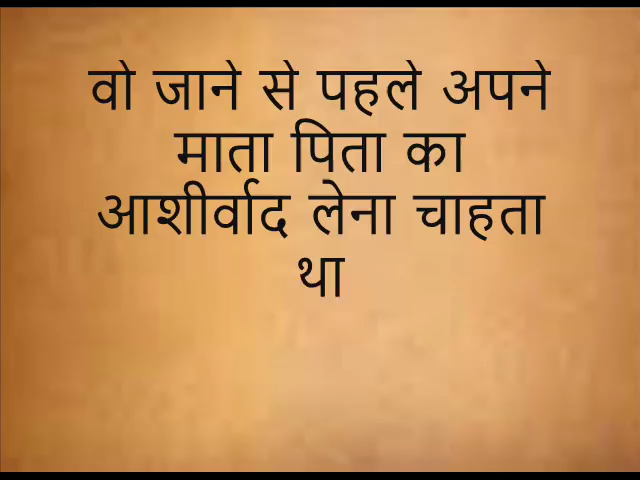 वो जाने से पहले अपने
माता पिता का
आशीर्वाद लेना चाहता
था